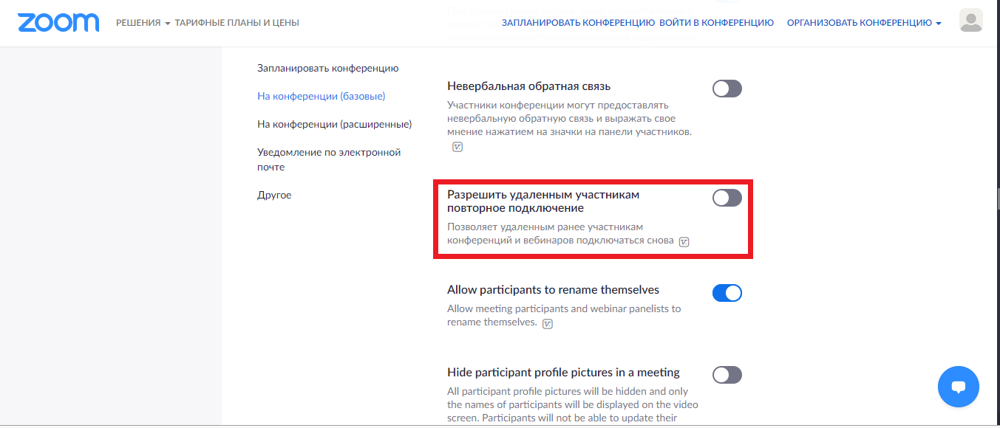 zoom
РЕШЕНИЯ ТАРИФНЫЕ ПЛАНЫ И ЦЕНЫ ЗАПЛАНИРОВАТЬ КОНФЕРЕНЦИЮ ВОЙТИ В КОНФЕРЕНЦИЮ ОРГАНИЗОВАТЬ КОНФЕРЕНЦИЮ
Запланировать конференцию
На конференции (базовые)
На конференции (расширенные)
Уведомление по электронной
почте
Другое
Невербальная обратная связь
Участники конференции могут предоставлять
невербальную обратную связь и выражать свое
мнение нажатием на значки на панели участников.
Разрешить удаленным участникам
повторное подключение
Позволяет удаленным ранее участникам
конференций и вебинаров подключаться снова
Allow participants to rename themselves
Allow meeting participants and webinar panelists to
rename themselves.
Hide participant profile pictures in a meeting
All participant profile pictures will be hidden and only
the names of participants will be displayed on the video
screen. Participants will not be able to update their